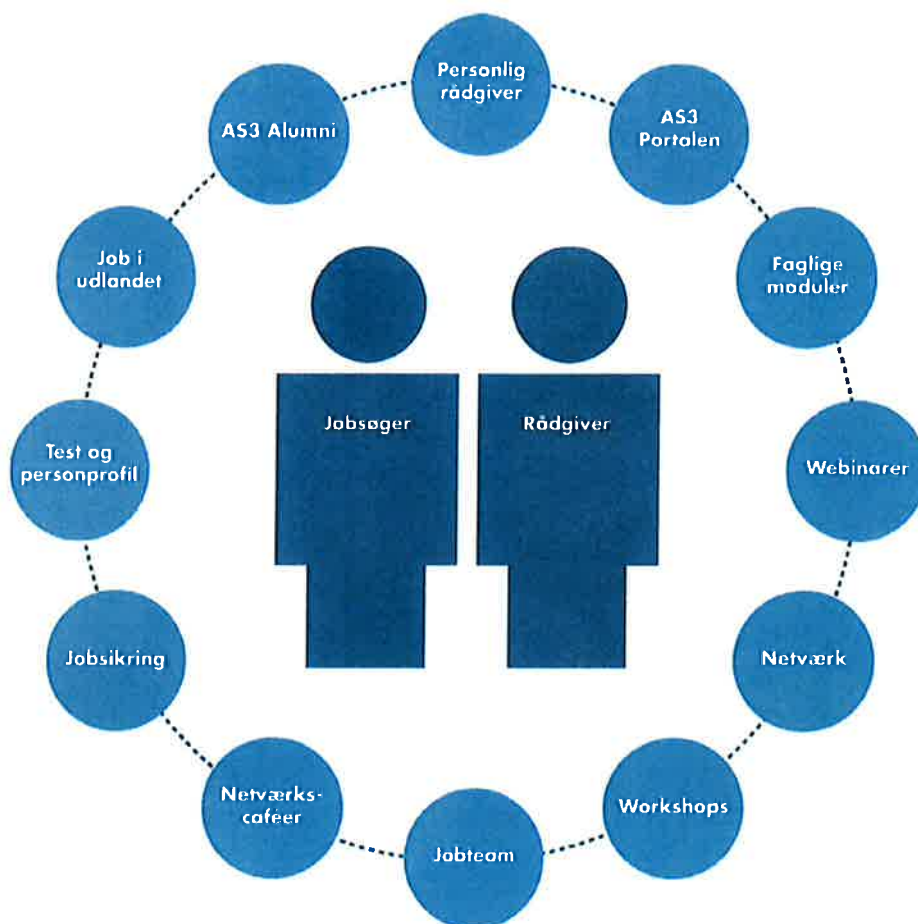 Personlig
rådgiver
AS3 Alumni
AS3
Portalen
Job i
udlandet
Faglige
moduler
Jobsøger
Rådgiver
Test og
personprofil
Webinarer
Jobsikring
Netværk
Netværks-
caféer
Workshops
Jobteam